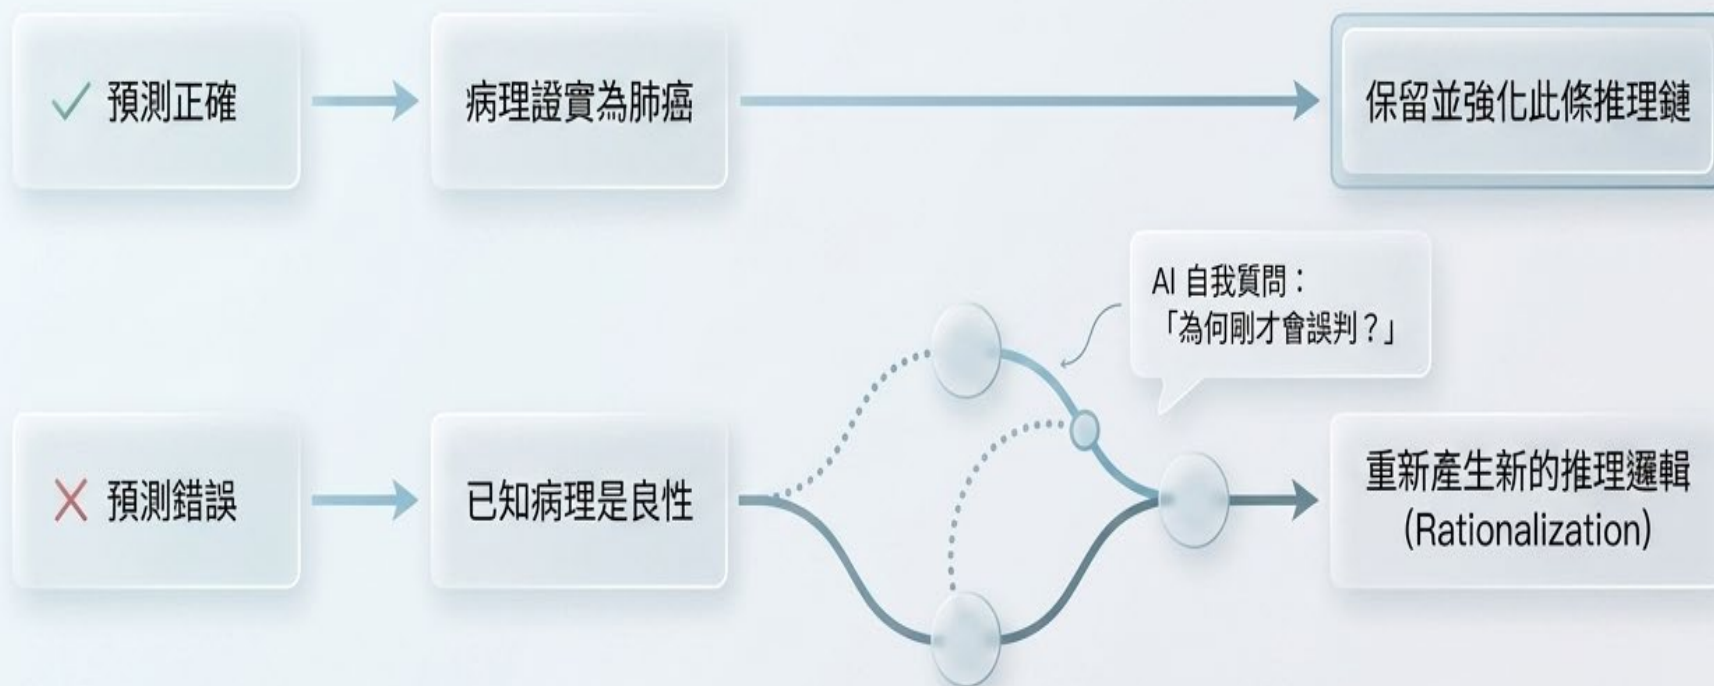 預測正確
病理證實為肺癌
保留並強化此條推理鏈
AI 自我質問：
「為何剛才會誤判？」
預測錯誤
已知病理是良性
重新產生新的推理邏輯
(Rationalization)